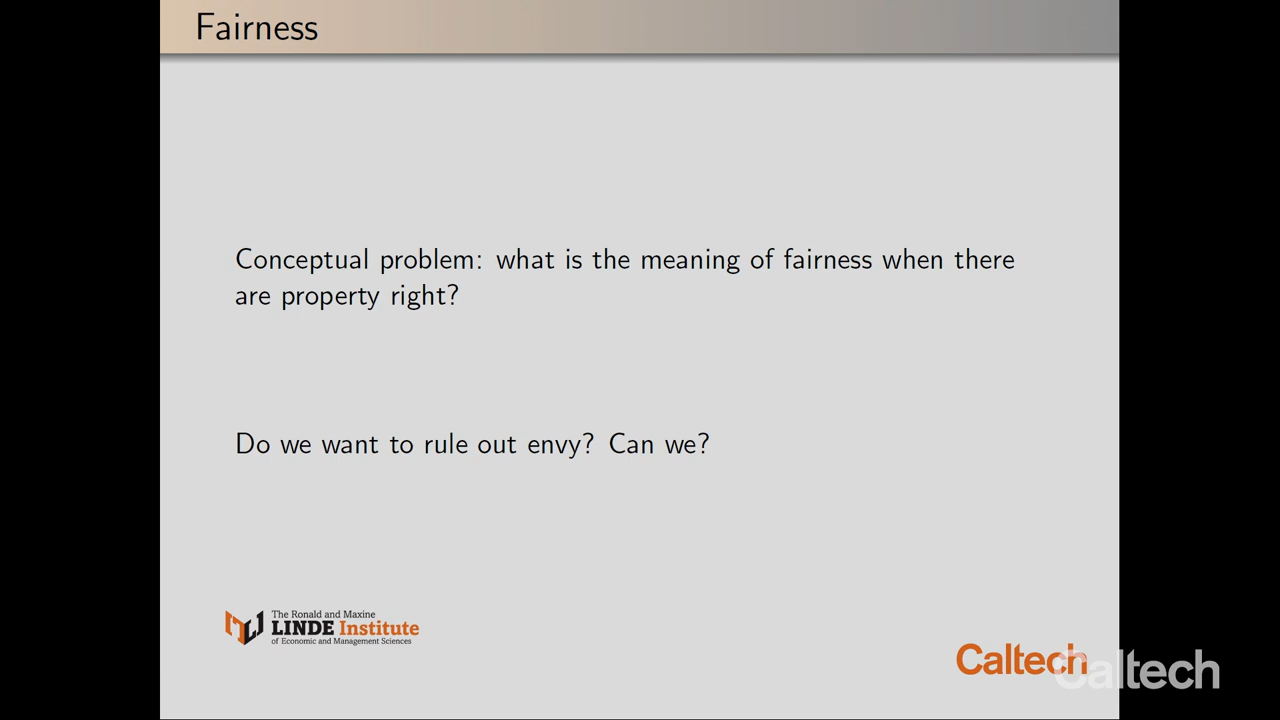 Fairness
Conceptual problem: what is the meaning of fairness when there
are property right?
Do we want to rule out envy? Can we?
The Ronald and Maxine
LINDE Institute
of Economic and Management Sciences
Caltech
Caltech